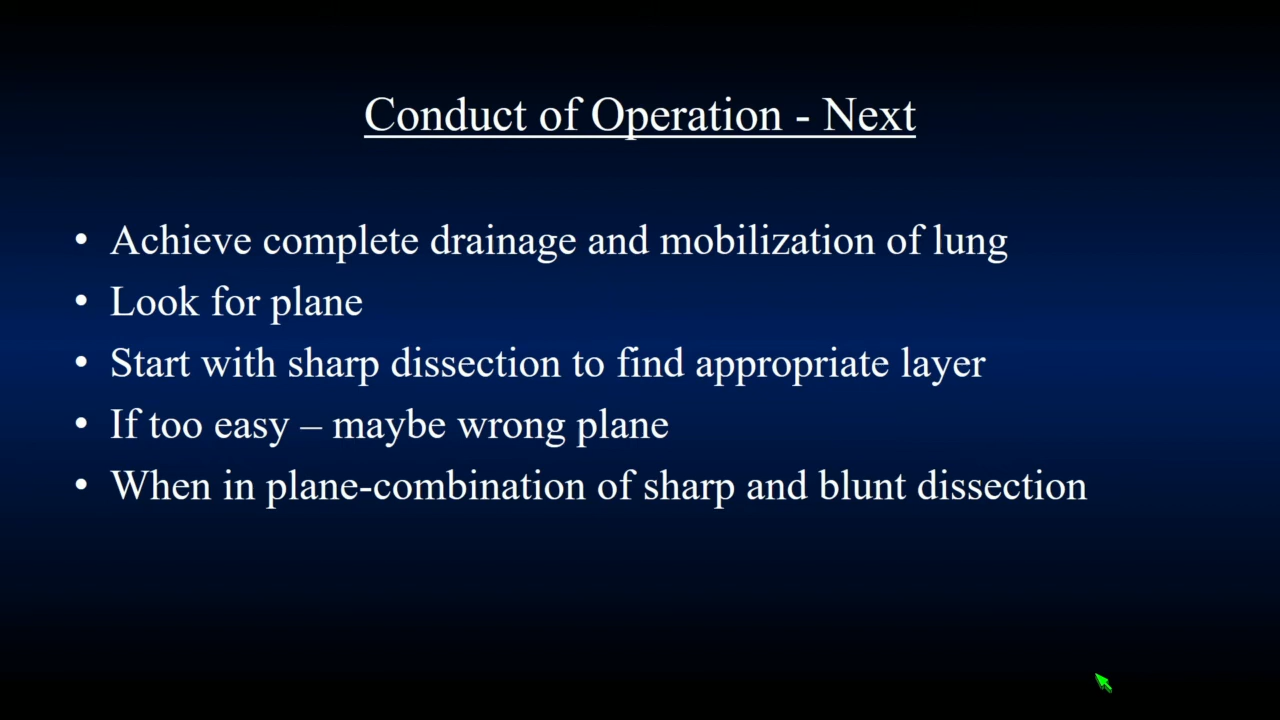 Conduct of Operation - Next
• Achieve complete drainage and mobilization of lung
• Look for plane
• Start with sharp dissection to find appropriate layer
• If too easy – maybe wrong plane
• When in plane-combination of sharp and blunt dissection